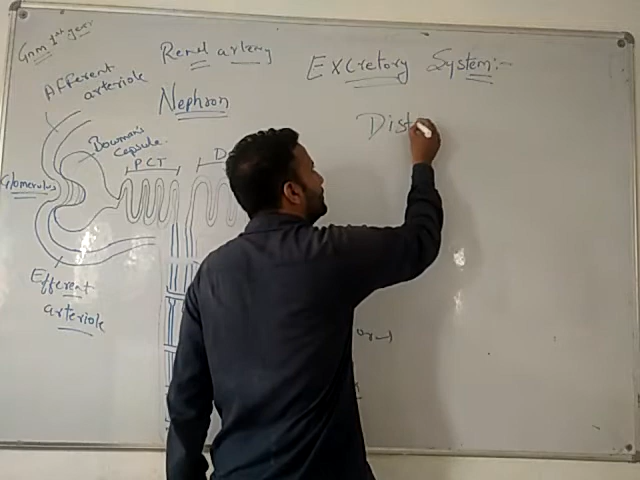 Gnm 1st year
Renal artery
Excretory System:-
Afferent
arteriole
Nephron
Dist
Bowman's
capsule
PCT
D
Glomerulus
Efferent
arteriole